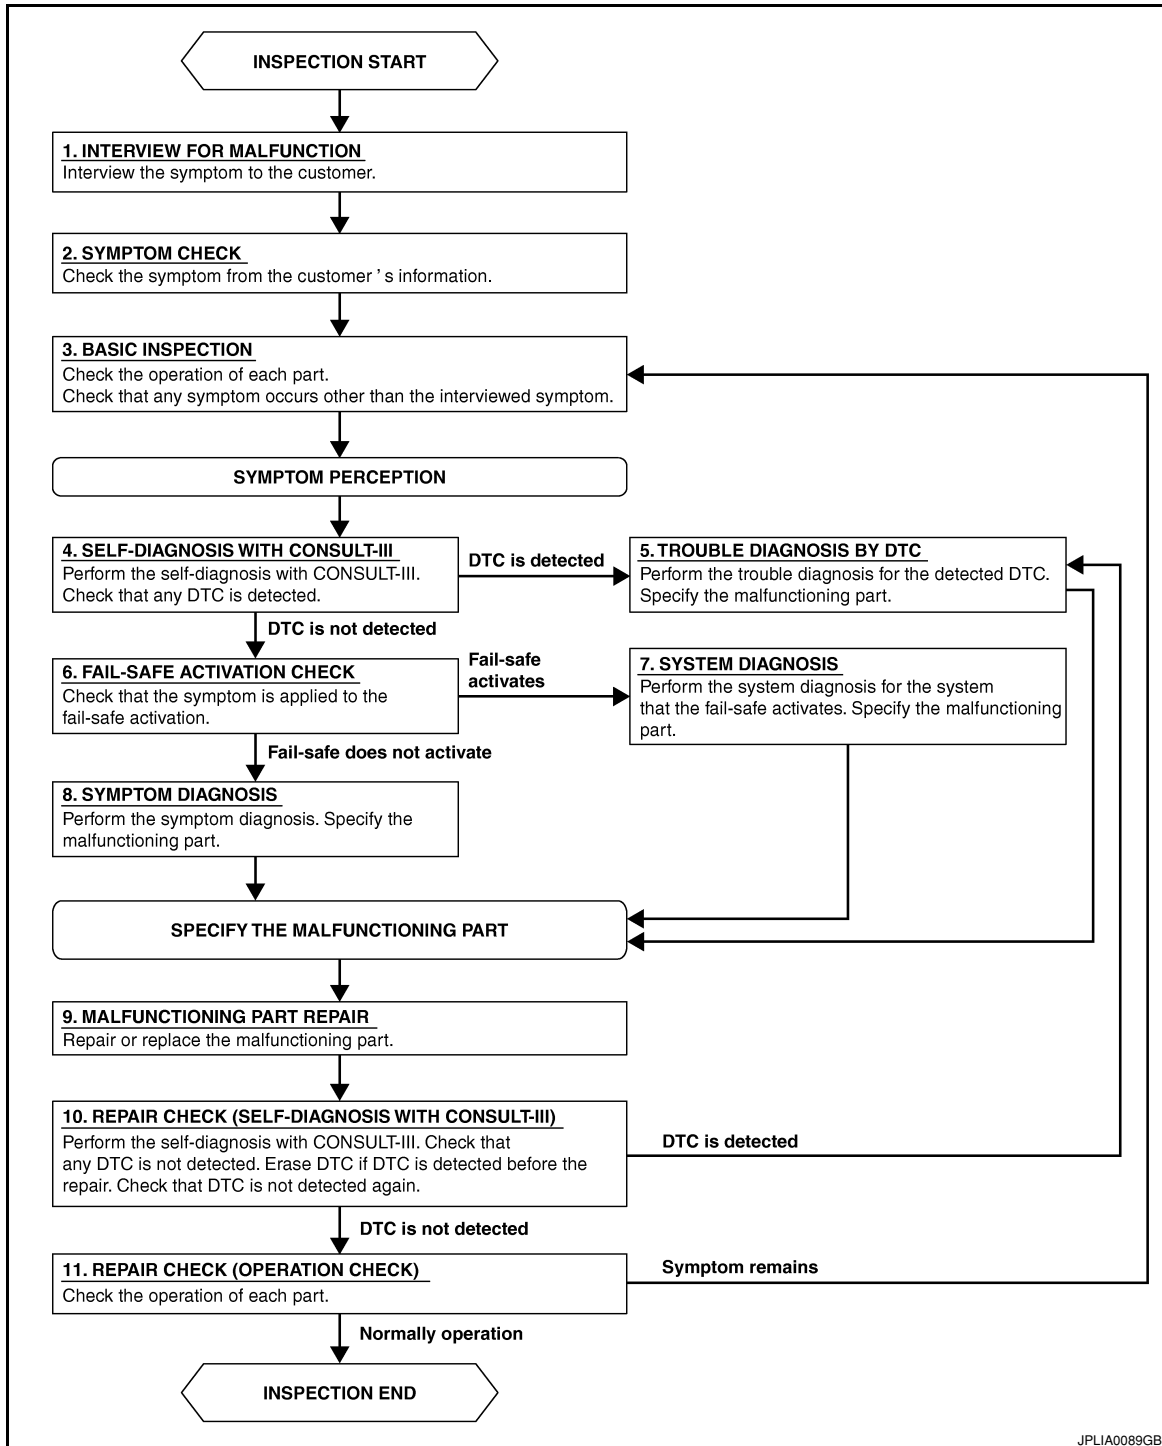 INSPECTION START
1. INTERVIEW FOR MALFUNCTION
Interview the symptom to the customer.
2. SYMPTOM CHECK
Check the symptom from the customer ’ s information.
3. BASIC INSPECTION
Check the operation of each part.
Check that any symptom occurs other than the interviewed symptom.
SYMPTOM PERCEPTION
4. SELF-DIAGNOSIS WITH CONSULT-III
Perform the self-diagnosis with CONSULT-III.
Check that any DTC is detected.
DTC is detected
5. TROUBLE DIAGNOSIS BY DTC
Perform the trouble diagnosis for the detected DTC.
Specify the malfunctioning part.
DTC is not detected
6. FAIL-SAFE ACTIVATION CHECK
Check that the symptom is applied to the
fail-safe activation.
Fail-safe
activates
7. SYSTEM DIAGNOSIS
Perform the system diagnosis for the system
that the fail-safe activates. Specify the malfunctioning
part.
Fail-safe does not activate
8. SYMPTOM DIAGNOSIS
Perform the symptom diagnosis. Specify the
malfunctioning part.
SPECIFY THE MALFUNCTIONING PART
9. MALFUNCTIONING PART REPAIR
Repair or replace the malfunctioning part.
10. REPAIR CHECK (SELF-DIAGNOSIS WITH CONSULT-III)
Perform the self-diagnosis with CONSULT-III. Check that
any DTC is not detected. Erase DTC if DTC is detected before the
repair. Check that DTC is not detected again.
DTC is detected
DTC is not detected
11. REPAIR CHECK (OPERATION CHECK)
Check the operation of each part.
Symptom remains
Normally operation
INSPECTION END
JPLIA0089GB